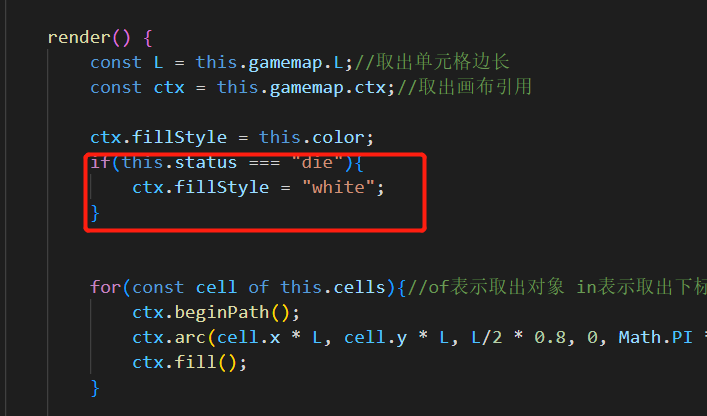 render() {
const L = this.gamemap.L;//取出单元格边长
const ctx = this.gamemap.ctx;//取出画布引用
ctx.fillStyle = this.color;
if(this.status === "die"){
ctx.fillStyle = "white";
}
for(const cell of this.cells){//of表示取出对象 in表示取出下标
ctx.beginPath();
ctx.arc(cell.x * L, cell.y * L, L/2 * 0.8, 0, Math.PI *
ctx.fill();
}